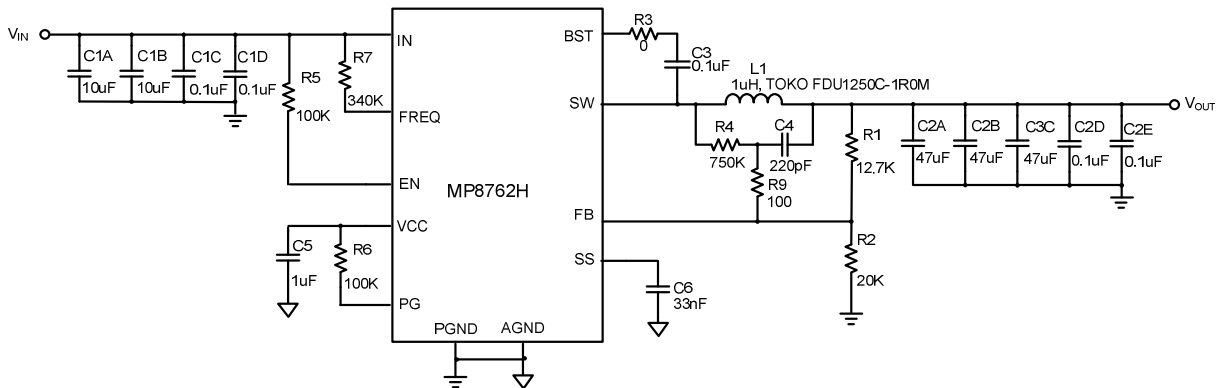 VIN
C1A
10uF
C1B
10uF
C1C
0.1uF
C1D
0.1uF
R5
100K
R7
340K
IN
FREQ
EN
VCC
PG
PGND
AGND
MP8762H
BST
SW
FB
SS
C5
1uF
R6
100K
R3
0
C3
0.1uF
L1
1uH, TOKO FDU1250C-1R0M
R4
750K
C4
220pF
R9
100
R1
12.7K
R2
20K
C6
33nF
C2A
47uF
C2B
47uF
C3C
47uF
C2D
0.1uF
C2E
0.1uF
VOUT